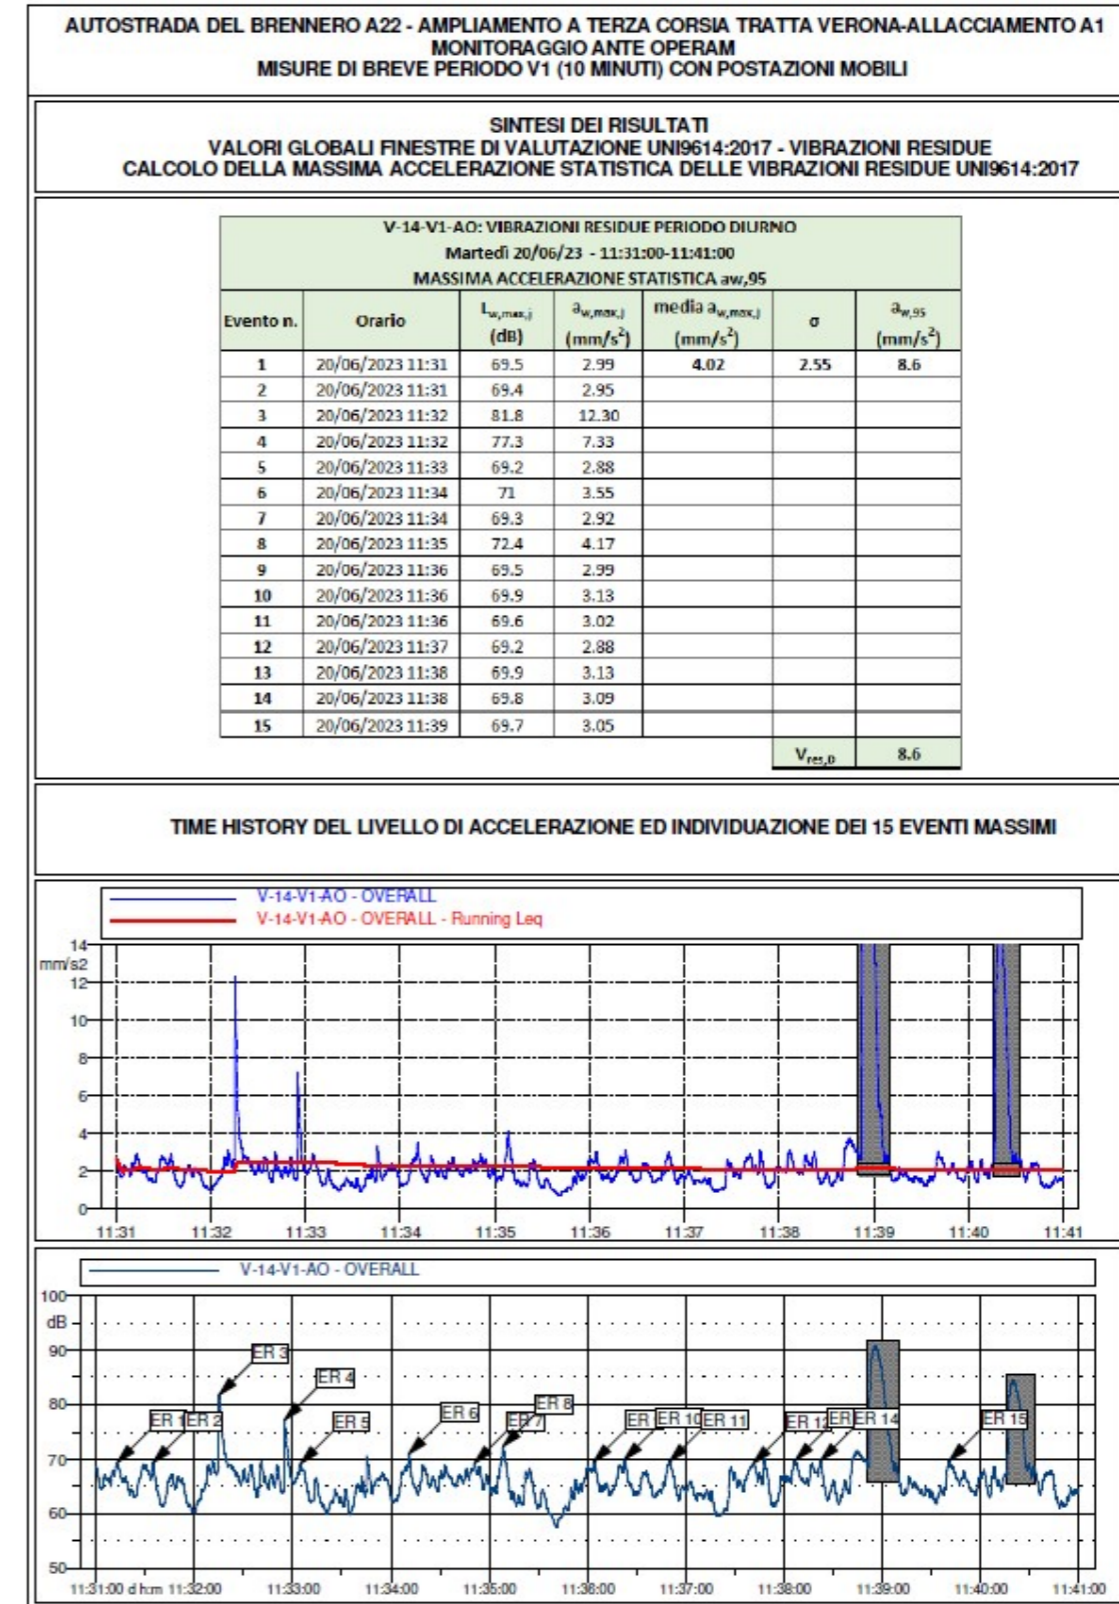 AUTOSTRADA DEL BRENNERO A22 - AMPLIAMENTO A TERZA CORSIA TRATTA VERONA-ALLACCIAMENTO A1
MONITORAGGIO ANTE OPERAM
MISURE DI BREVE PERIODO V1 (10 MINUTI) CON POSTAZIONI MOBILI
SINTESI DEI RISULTATI
VALORI GLOBALI FINESTRE DI VALUTAZIONE UNI9614:2017 - VIBRAZIONI RESIDUE
CALCOLO DELLA MASSIMA ACCELERAZIONE STATISTICA DELLE VIBRAZIONI RESIDUE UNI9614:2017
V-14-V1-AO: VIBRAZIONI RESIDUE PERIODO DIURNO
Martedì 20/06/23 - 11:31:00-11:41:00
MASSIMA ACCELERAZIONE STATISTICA aw,95
Evento n. Orario Lw,max,j (dB) aw,max,j (mm/s²) media aw,max,j (mm/s²) σ aw,95 (mm/s²)
1 20/06/2023 11:31 69.5 2.99 4.02 2.55 8.6
2 20/06/2023 11:31 69.4 2.95
3 20/06/2023 11:32 81.8 12.30
4 20/06/2023 11:32 77.3 7.33
5 20/06/2023 11:33 69.2 2.88
6 20/06/2023 11:34 71 3.55
7 20/06/2023 11:34 69.3 2.92
8 20/06/2023 11:35 72.4 4.17
9 20/06/2023 11:36 69.5 2.99
10 20/06/2023 11:36 69.9 3.13
11 20/06/2023 11:36 69.6 3.02
12 20/06/2023 11:37 69.2 2.88
13 20/06/2023 11:38 69.9 3.13
14 20/06/2023 11:38 69.8 3.09
15 20/06/2023 11:39 69.7 3.05
Vres,D 8.6
TIME HISTORY DEL LIVELLO DI ACCELERAZIONE ED INDIVIDUAZIONE DEI 15 EVENTI MASSIMI
V-14-V1-AO - OVERALL
V-14-V1-AO - OVERALL - Running Leq
14
mm/s2
12
10
8
6
4
2
0
11:31 11:32 11:33 11:34 11:35 11:36 11:37 11:38 11:39 11:40 11:41
V-14-V1-AO - OVERALL
100
dB
90
80
70
60
50
ER 3
ER 4
ER 1 ER 2 ER 5 ER 6 ER 7 ER 8 ER ER 10 ER 11 ER 12 ER ER 14 ER 15
11:31:00 d h:m 11:32:00 11:33:00 11:34:00 11:35:00 11:36:00 11:37:00 11:38:00 11:39:00 11:40:00 11:41:00